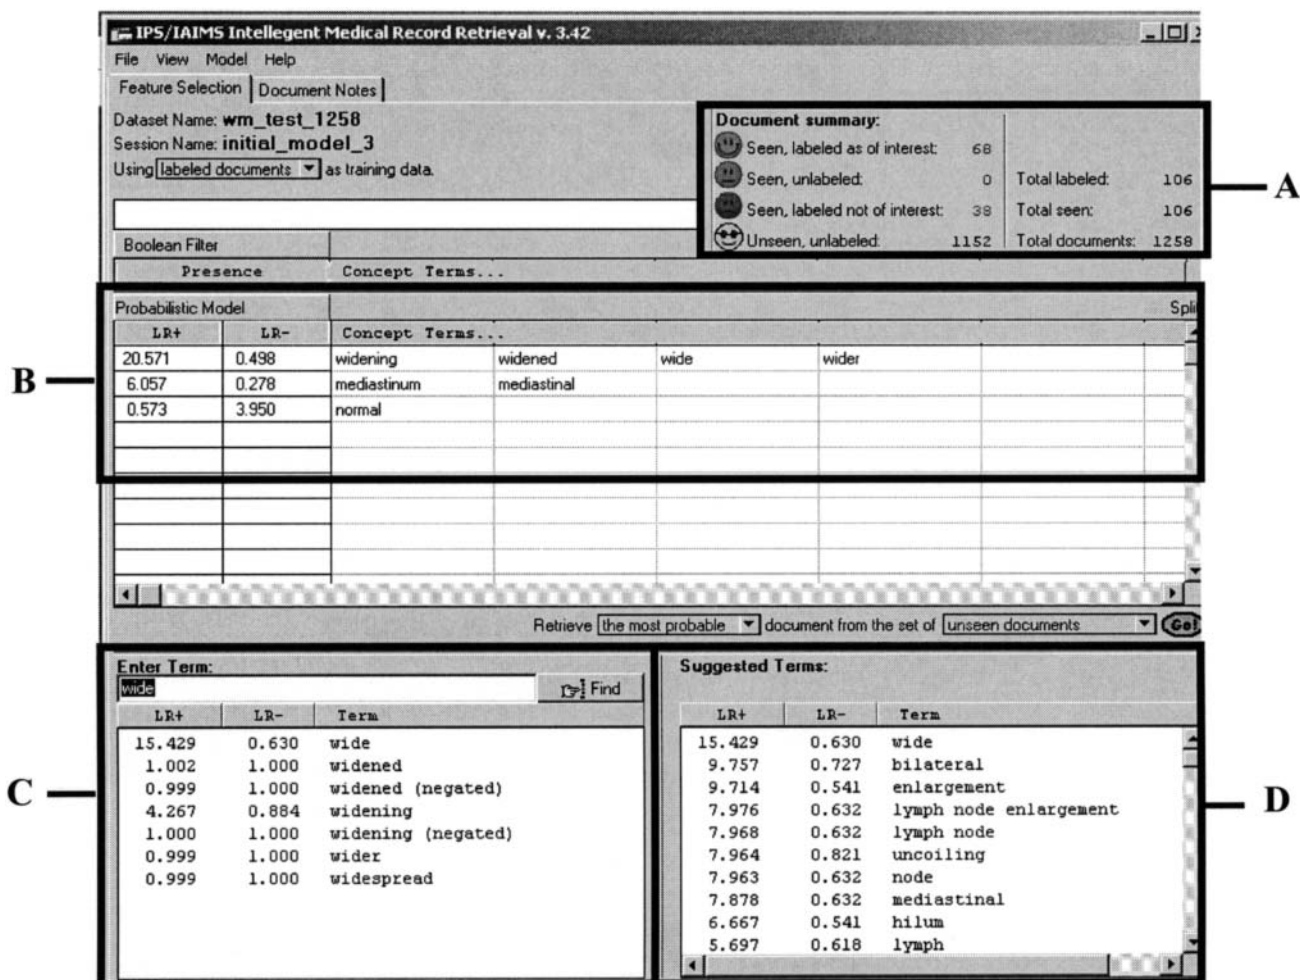 IPS/IAIMS Intellegent Medical Record Retrieval v. 3.42
File View Model Help
Feature Selection Document Notes
Dataset Name: wm_test_1258
Session Name: initial_model_3
Using labeled documents as training data.
Document summary:
Seen, labeled as of interest: 68
Seen, unlabeled: 0 Total labeled: 106
Seen, labeled not of interest: 38 Total seen: 106
Unseen, unlabeled: 1152 Total documents: 1258
A
Boolean Filter
Presence Concept Terms...
Probabilistic Model
LR+ LR- Concept Terms...
20.571 0.498 widening widened wide wider
6.057 0.278 mediastinum mediastinal
0.573 3.950 normal
B
Retrieve the most probable document from the set of unseen documents Go!
Enter Term:
wide Find
LR+ LR- Term
15.429 0.630 wide
1.002 1.000 widened
0.999 1.000 widened (negated)
4.267 0.884 widening
1.000 1.000 widening (negated)
0.999 1.000 wider
0.999 1.000 widespread
C
Suggested Terms:
LR+ LR- Term
15.429 0.630 wide
9.757 0.727 bilateral
9.714 0.541 enlargement
7.976 0.632 lymph node enlargement
7.968 0.632 lymph node
7.964 0.821 uncoiling
7.963 0.632 node
7.878 0.632 mediastinal
6.667 0.541 hilum
5.697 0.618 lymph
D